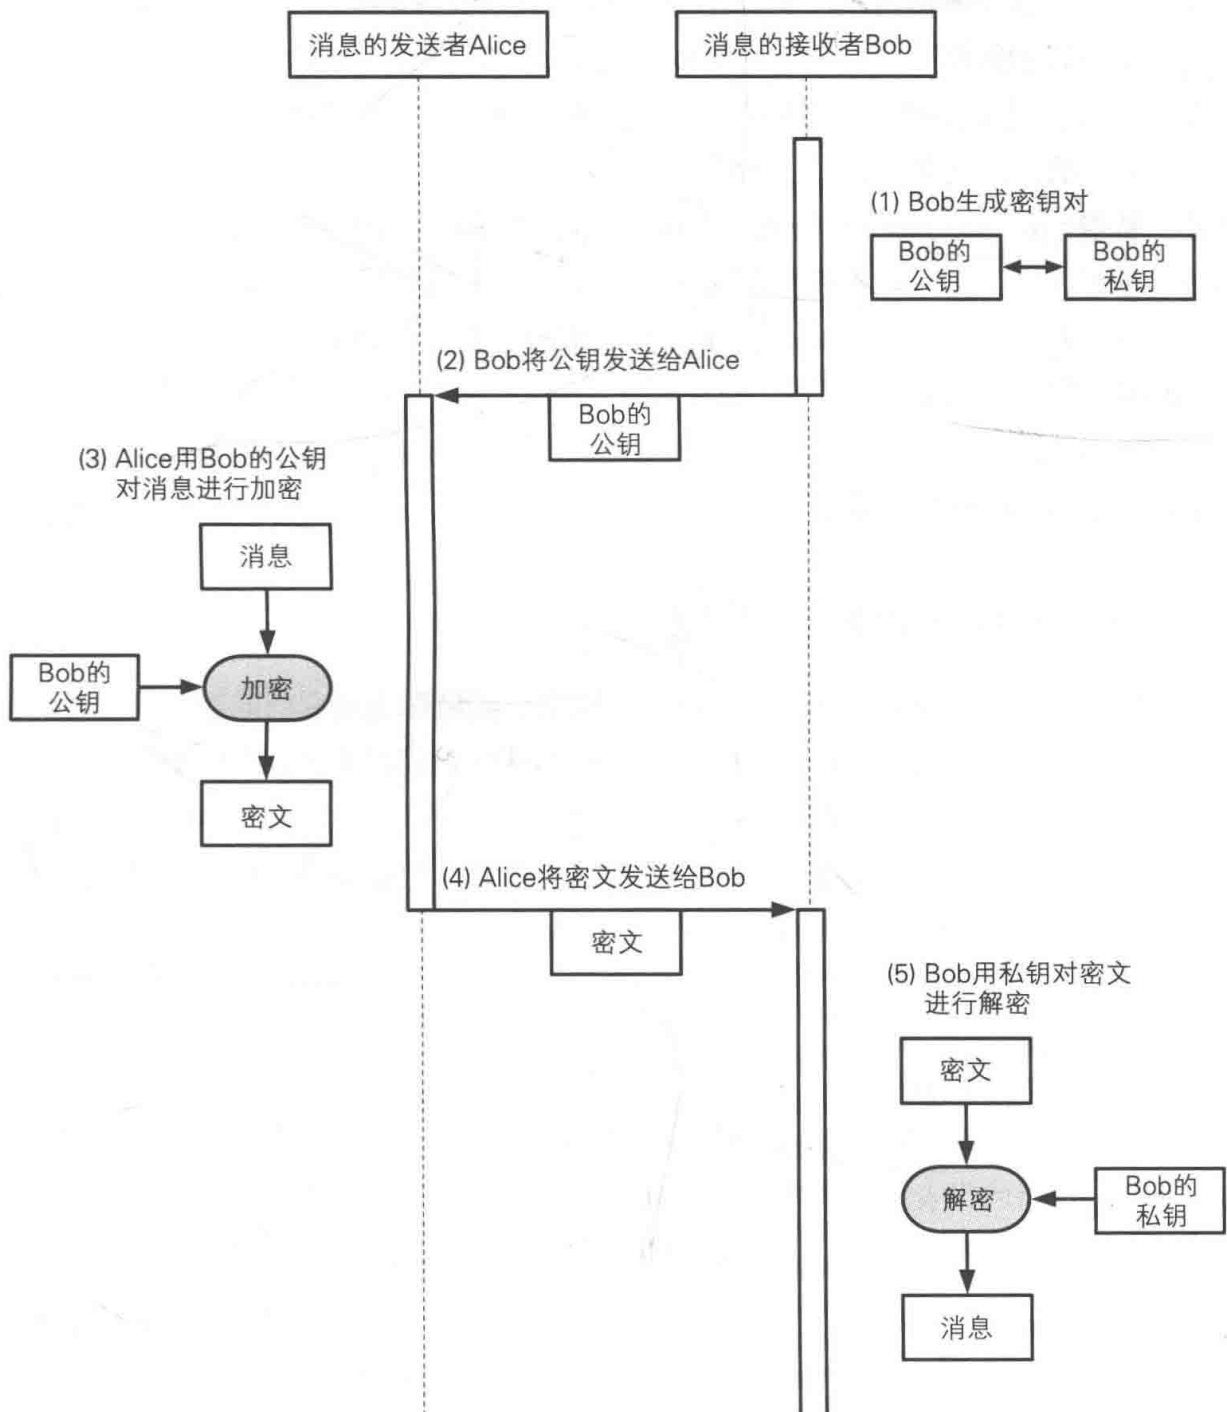 消息的发送者Alice
消息的接收者Bob
(1) Bob生成密钥对
Bob的
公钥
Bob的
私钥
(2) Bob将公钥发送给Alice
Bob的
公钥
(3) Alice用Bob的公钥
对消息进行加密
消息
Bob的
公钥
加密
密文
(4) Alice将密文发送给Bob
密文
(5) Bob用私钥对密文
进行解密
密文
解密
Bob的
私钥
消息